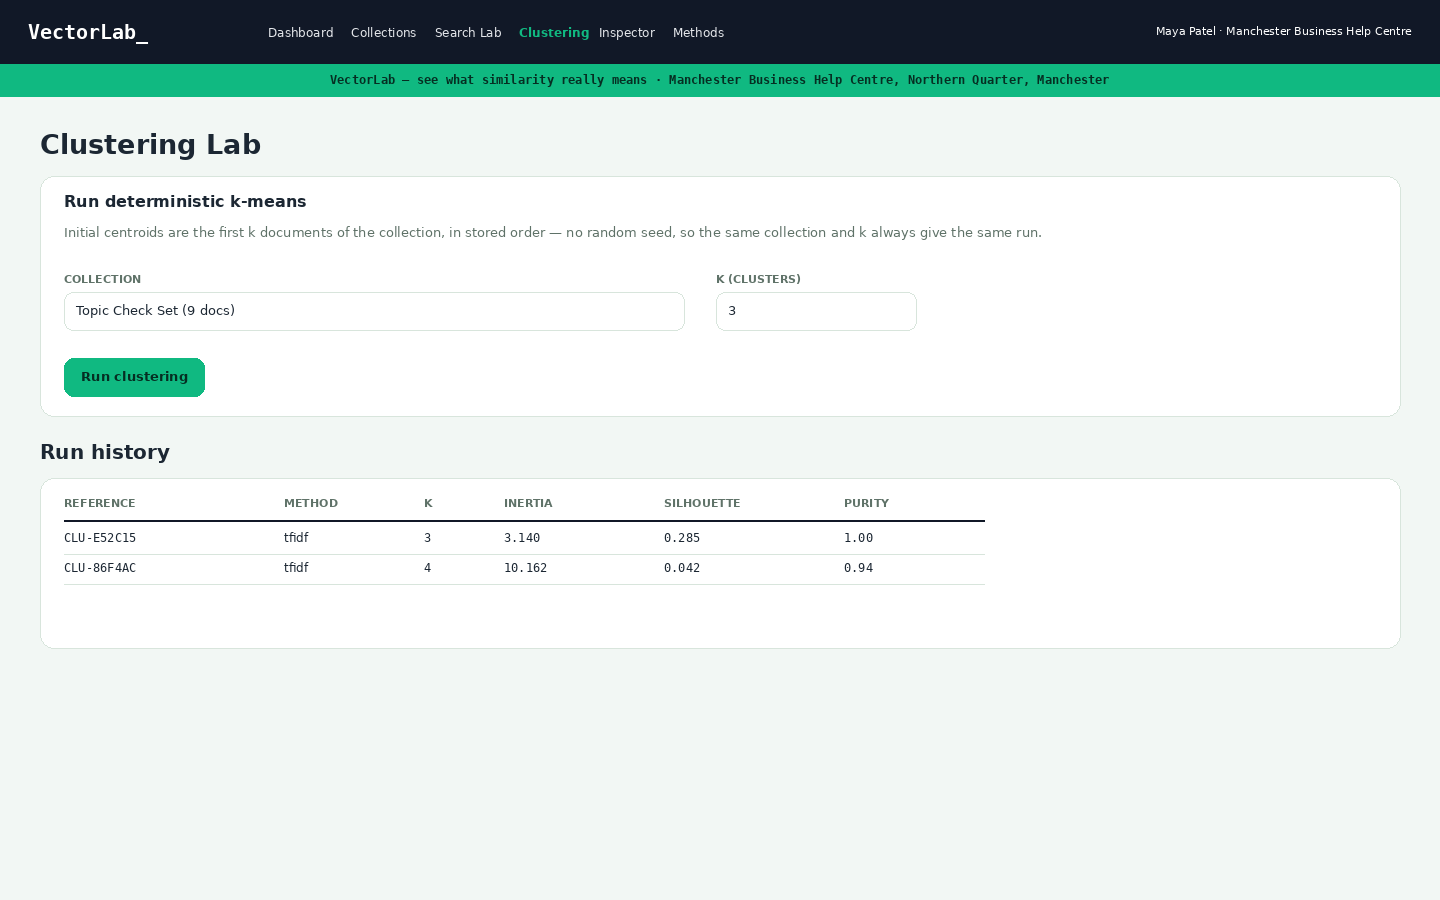 VectorLab_
Dashboard Collections Search Lab Clustering Inspector Methods
Maya Patel · Manchester Business Help Centre
VectorLab — see what similarity really means · Manchester Business Help Centre, Northern Quarter, Manchester
Clustering Lab
Run deterministic k-means
Initial centroids are the first k documents of the collection, in stored order — no random seed, so the same collection and k always give the same run.
COLLECTION K (CLUSTERS)
Topic Check Set (9 docs) 3
Run clustering
Run history
REFERENCE METHOD K INERTIA SILHOUETTE PURITY
CLU-E52C15 tfidf 3 3.140 0.285 1.00
CLU-86F4AC tfidf 4 10.162 0.042 0.94